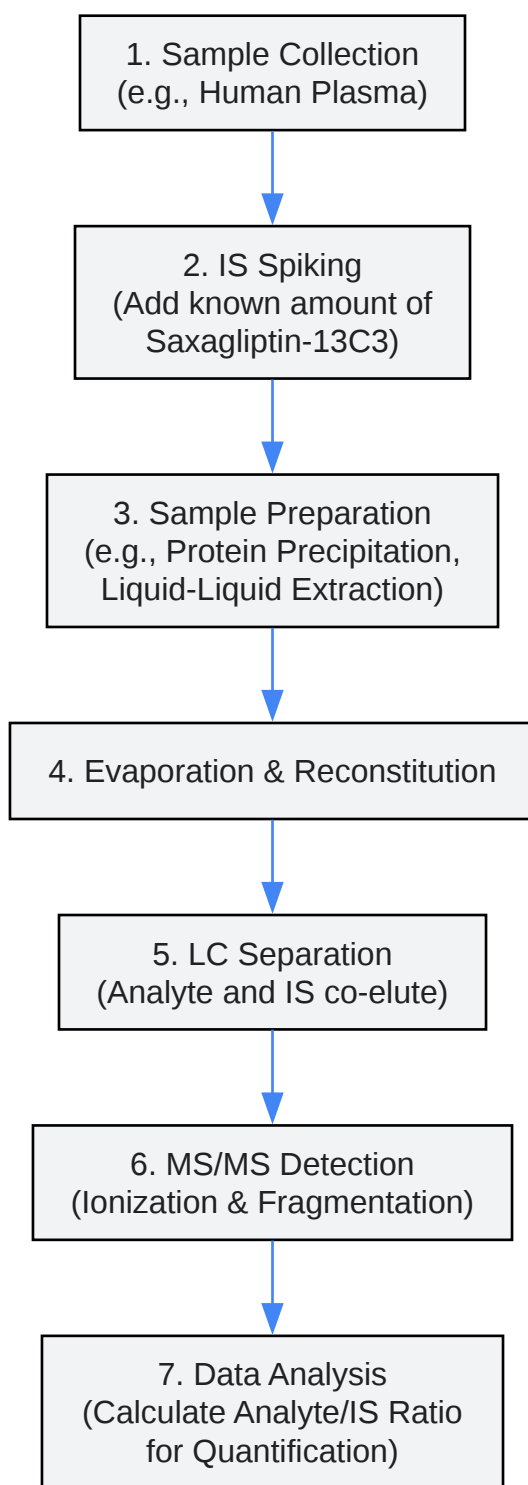 1. Sample Collection
(e.g., Human Plasma)
2. IS Spiking
(Add known amount of
Saxagliptin-13C3)
3. Sample Preparation
(e.g., Protein Precipitation,
Liquid-Liquid Extraction)
4. Evaporation & Reconstitution
5. LC Separation
(Analyte and IS co-elute)
6. MS/MS Detection
(Ionization & Fragmentation)
7. Data Analysis
(Calculate Analyte/IS Ratio
for Quantification)